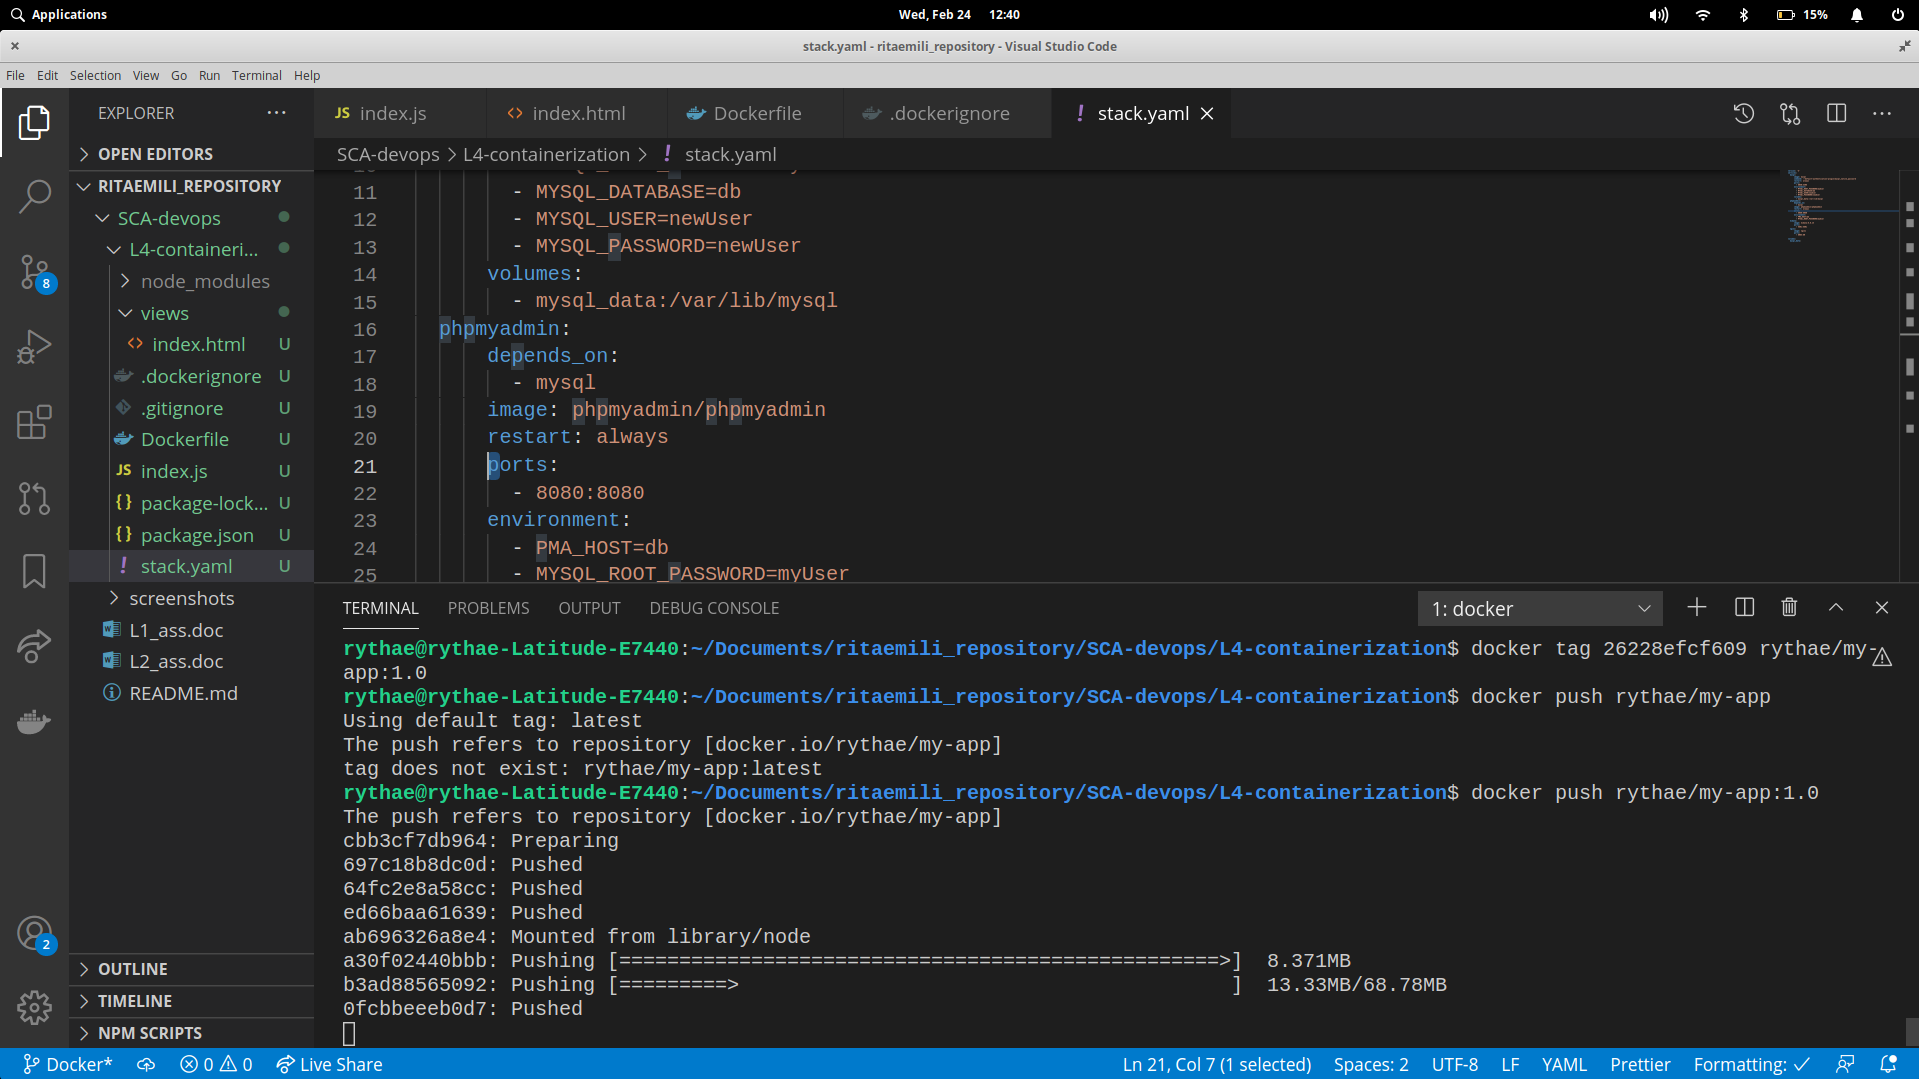 Applications
Wed, Feb 24 12:40
15%
stack.yaml - ritaemili_repository - Visual Studio Code
File Edit Selection View Go Run Terminal Help
EXPLORER
OPEN EDITORS
RITAEMILI_REPOSITORY
SCA-devops
L4-containeri...
node_modules
views
index.html U
.dockerignore U
.gitignore U
Dockerfile U
JS index.js U
{} package-lock... U
{} package.json U
! stack.yaml U
screenshots
L1_ass.doc
L2_ass.doc
README.md
OUTLINE
TIMELINE
NPM SCRIPTS
8
2
JS index.js
index.html
Dockerfile
.dockerignore
! stack.yaml
SCA-devops > L4-containerization > ! stack.yaml
11 - MYSQL_DATABASE=db
12 - MYSQL_USER=newUser
13 - MYSQL_PASSWORD=newUser
14 volumes:
15 - mysql_data:/var/lib/mysql
16 phpmyadmin:
17 depends_on:
18 - mysql
19 image: phpmyadmin/phpmyadmin
20 restart: always
21 ports:
22 - 8080:8080
23 environment:
24 - PMA_HOST=db
25 - MYSQL_ROOT_PASSWORD=myUser
TERMINAL PROBLEMS OUTPUT DEBUG CONSOLE
1: docker
rythae@rythae-Latitude-E7440:~/Documents/ritaemili_repository/SCA-devops/L4-containerization$ docker tag 26228efcf609 rythae/my-
app:1.0
rythae@rythae-Latitude-E7440:~/Documents/ritaemili_repository/SCA-devops/L4-containerization$ docker push rythae/my-app
Using default tag: latest
The push refers to repository [docker.io/rythae/my-app]
tag does not exist: rythae/my-app:latest
rythae@rythae-Latitude-E7440:~/Documents/ritaemili_repository/SCA-devops/L4-containerization$ docker push rythae/my-app:1.0
The push refers to repository [docker.io/rythae/my-app]
cbb3cf7db964: Preparing
697c18b8dc0d: Pushed
64fc2e8a58cc: Pushed
ed66baa61639: Pushed
ab696326a8e4: Mounted from library/node
a30f02440bbb: Pushing [==================================================>] 8.371MB
b3ad88565092: Pushing [=========> ] 13.33MB/68.78MB
0fcbbeeeb0d7: Pushed
Docker* 0 0 Live Share
Ln 21, Col 7 (1 selected) Spaces: 2 UTF-8 LF YAML Prettier Formatting: ✓